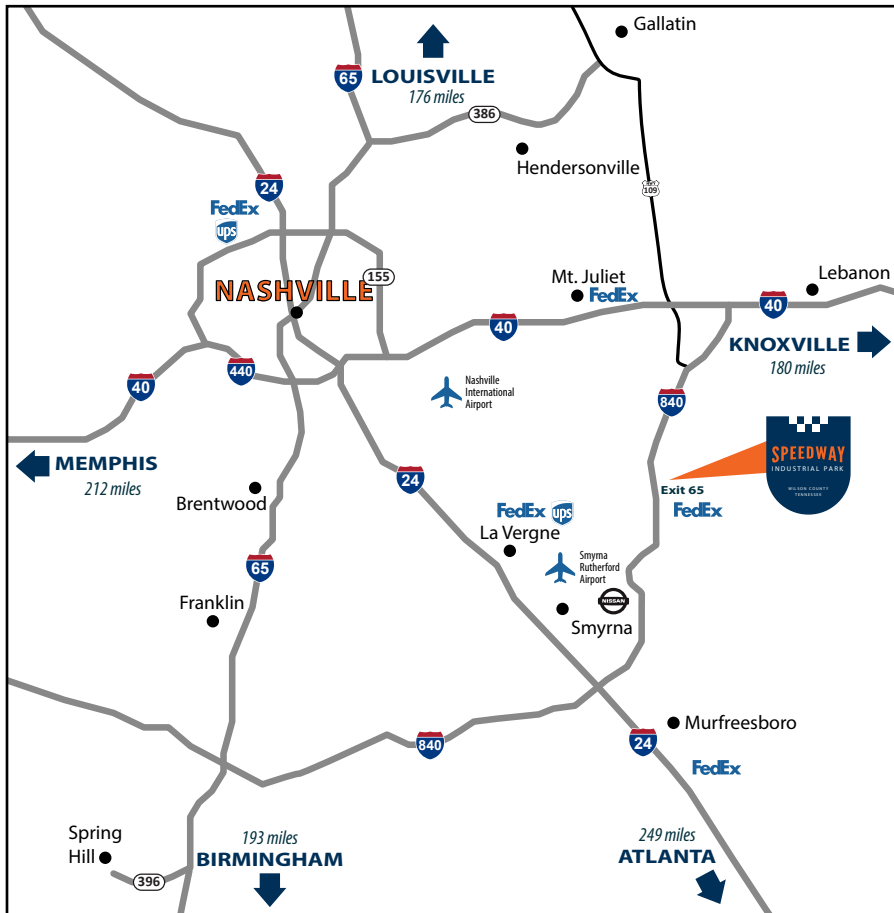 Gallatin
65
LOUISVILLE
176 miles
386
Hendersonville
24
FedEx
ups
109
155
NASHVILLE
Mt. Juliet
FedEx
Lebanon
40
40
KNOXVILLE
180 miles
440
40
Nashville
International
Airport
840
SPEEDWAY
INDUSTRIAL PARK
WILSON COUNTY
TENNESSEE
MEMPHIS
212 miles
24
Exit 65
FedEx
Brentwood
FedEx
ups
La Vergne
65
Smyrna
Rutherford
Airport
NISSAN
Franklin
Smyrna
Murfreesboro
840
24
FedEx
Spring
Hill
396
193 miles
BIRMINGHAM
249 miles
ATLANTA